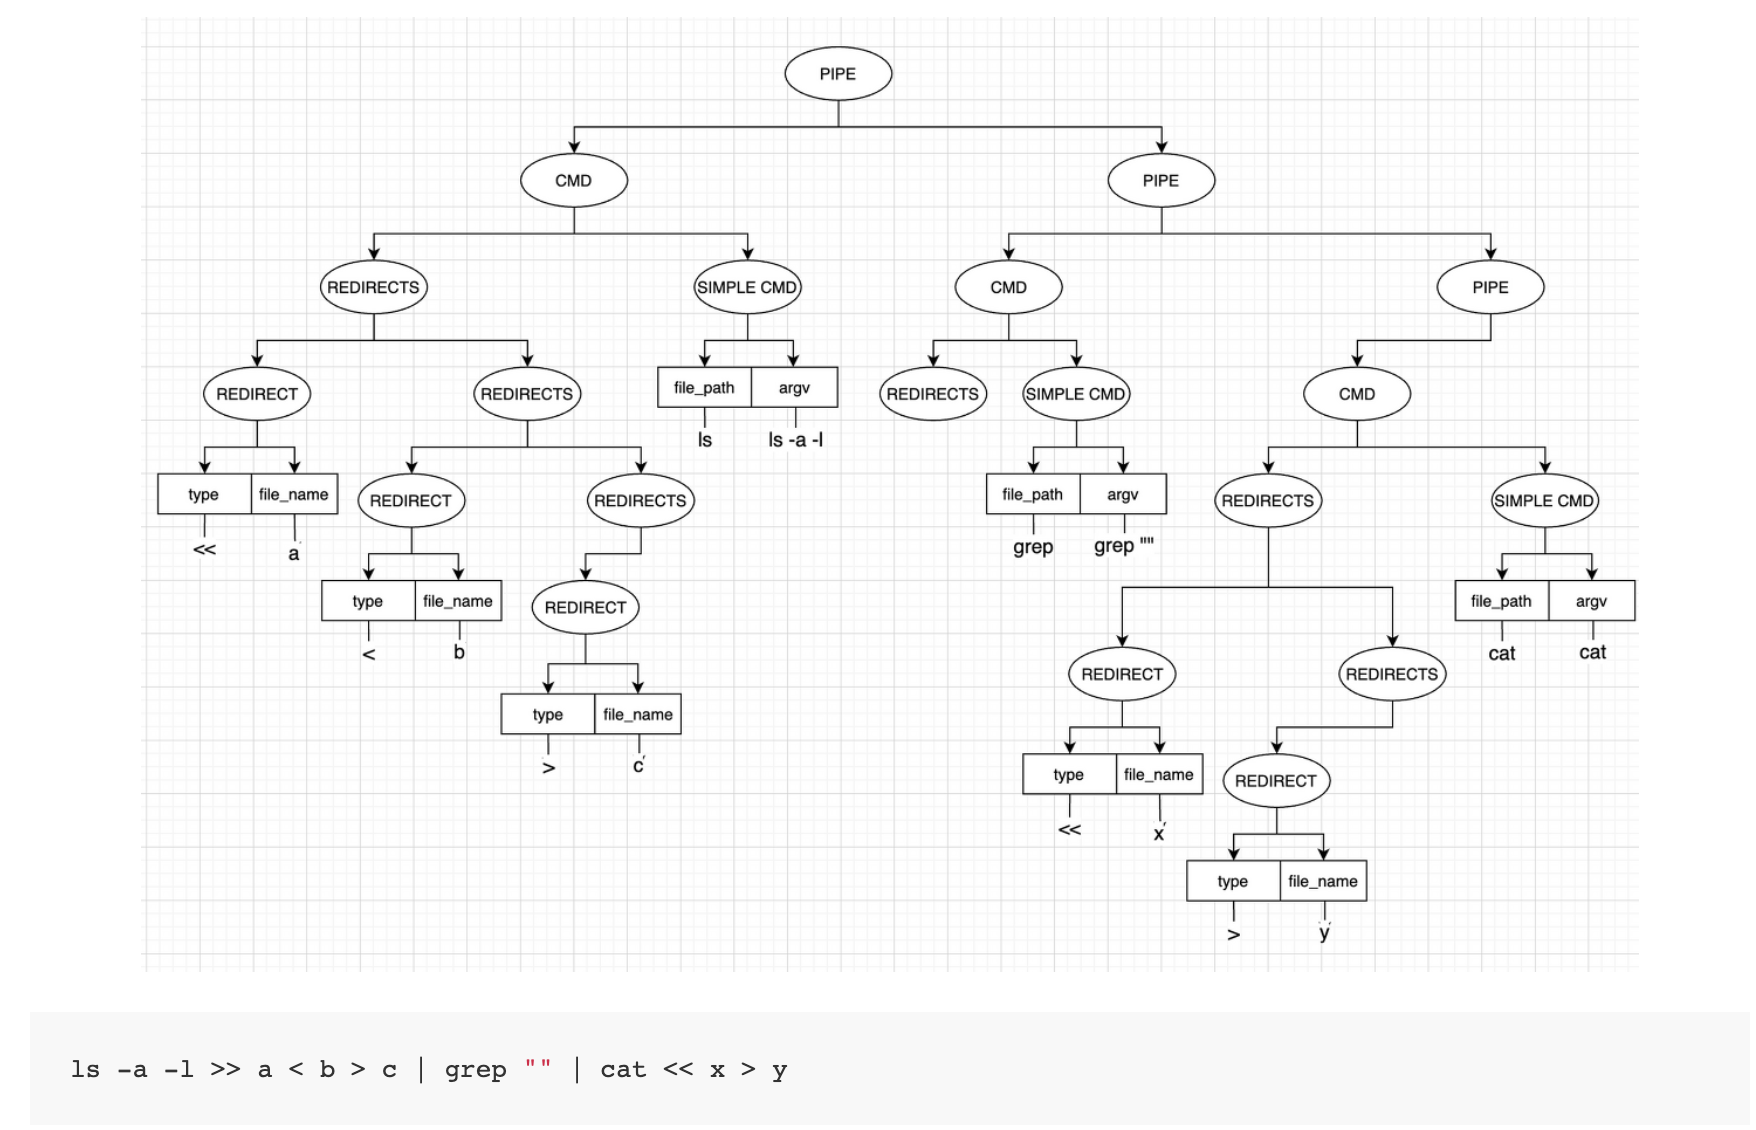 PIPE
CMD PIPE
REDIRECTS SIMPLE CMD CMD PIPE
REDIRECT REDIRECTS file_path argv REDIRECTS SIMPLE CMD CMD
ls ls -a -l
type file_name REDIRECT REDIRECTS file_path argv REDIRECTS SIMPLE CMD
<< a grep grep ""
type file_name REDIRECT file_path argv
< b cat cat
REDIRECT REDIRECTS
type file_name
> c
type file_name REDIRECT
<< x
type file_name
> y
ls -a -l >> a < b > c | grep "" | cat << x > y